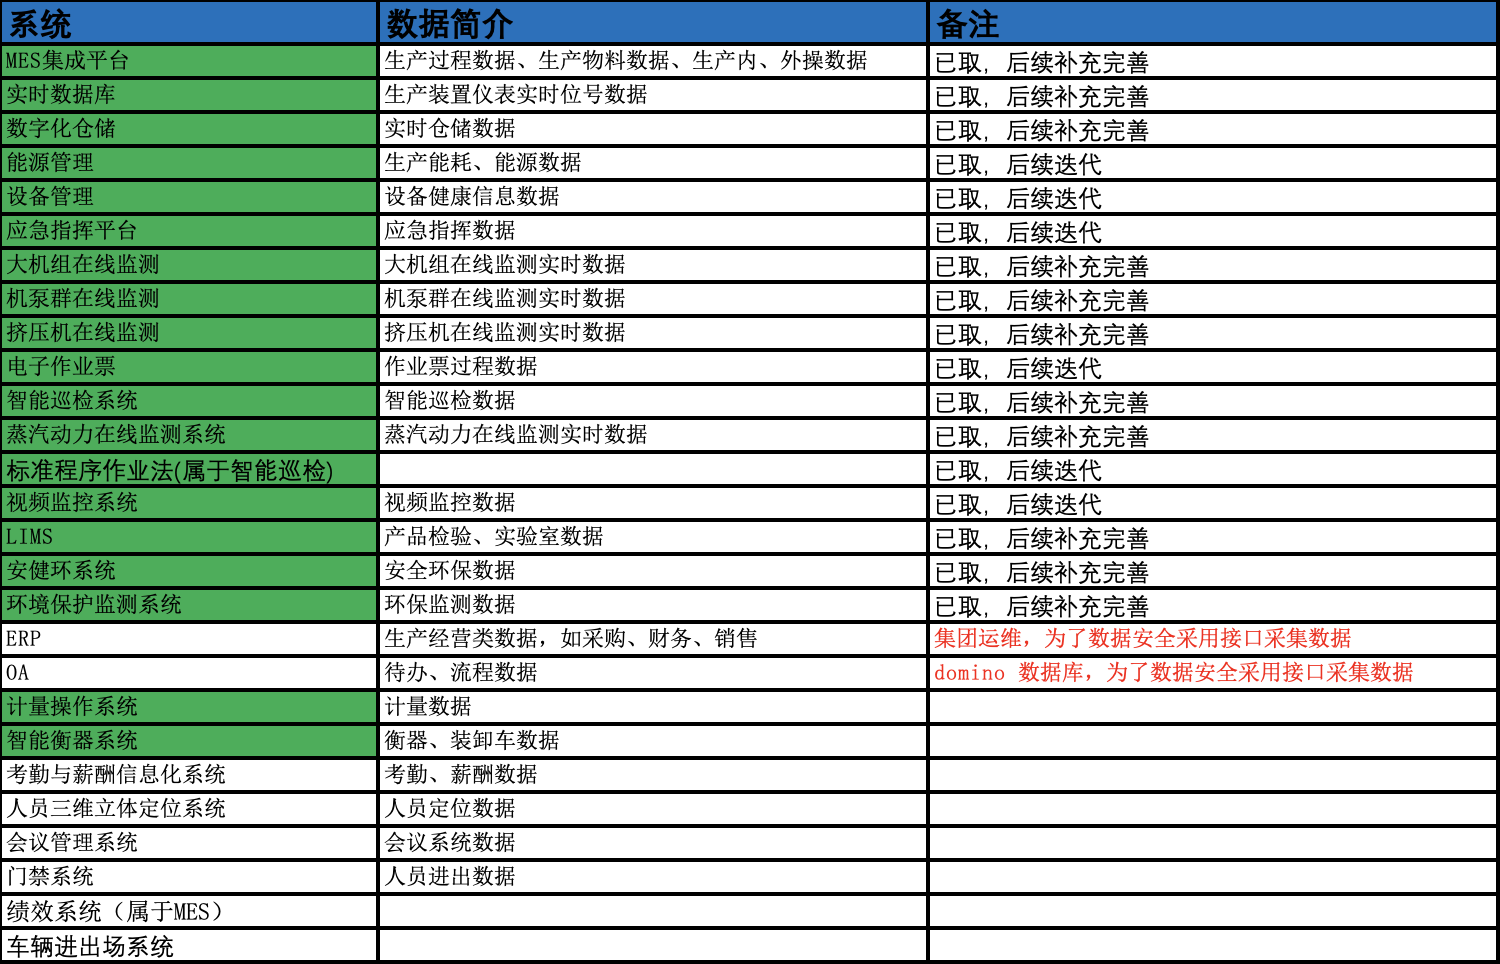 系统 数据简介 备注
MES集成平台 生产过程数据、生产物料数据、生产内、外操数据 已取，后续补充完善
实时数据库 生产装置仪表实时位号数据 已取，后续补充完善
数字化仓储 实时仓储数据 已取，后续补充完善
能源管理 生产能耗、能源数据 已取，后续迭代
设备管理 设备健康信息数据 已取，后续迭代
应急指挥平台 应急指挥数据 已取，后续迭代
大机组在线监测 大机组在线监测实时数据 已取，后续补充完善
机泵群在线监测 机泵群在线监测实时数据 已取，后续补充完善
挤压机在线监测 挤压机在线监测实时数据 已取，后续补充完善
电子作业票 作业票过程数据 已取，后续迭代
智能巡检系统 智能巡检数据 已取，后续补充完善
蒸汽动力在线监测系统 蒸汽动力在线监测实时数据 已取，后续补充完善
标准程序作业法(属于智能巡检) 已取，后续迭代
视频监控系统 视频监控数据 已取，后续迭代
LIMS 产品检验、实验室数据 已取，后续补充完善
安健环系统 安全环保数据 已取，后续补充完善
环境保护监测系统 环保监测数据 已取，后续补充完善
ERP 生产经营类数据，如采购、财务、销售 集团运维，为了数据安全采用接口采集数据
OA 待办、流程数据 domino 数据库，为了数据安全采用接口采集数据
计量操作系统 计量数据
智能衡器系统 衡器、装卸车数据
考勤与薪酬信息化系统 考勤、薪酬数据
人员三维立体定位系统 人员定位数据
会议管理系统 会议系统数据
门禁系统 人员进出数据
绩效系统（属于MES）
车辆进出场系统